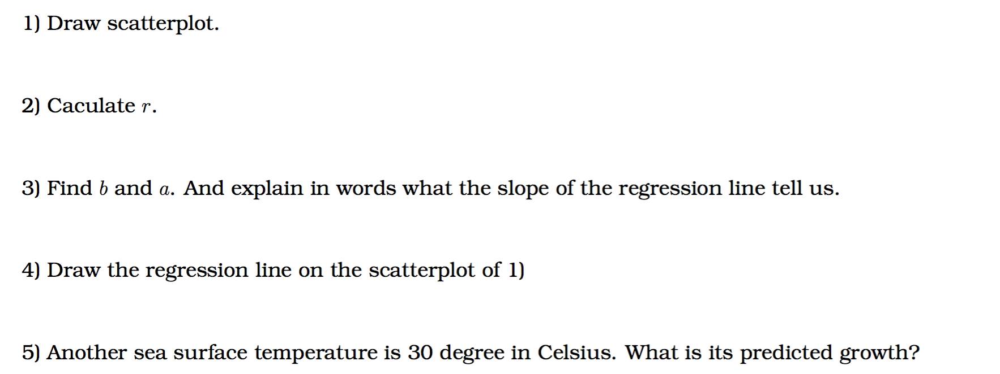 1) Draw scatterplot.
2) Caculate r.
3) Find b and a. And explain in words what the slope of the regression line tell us.
4) Draw the regression line on the scatterplot of 1)
5) Another sea surface temperature is 30 degree in Celsius. What is its predicted growth?